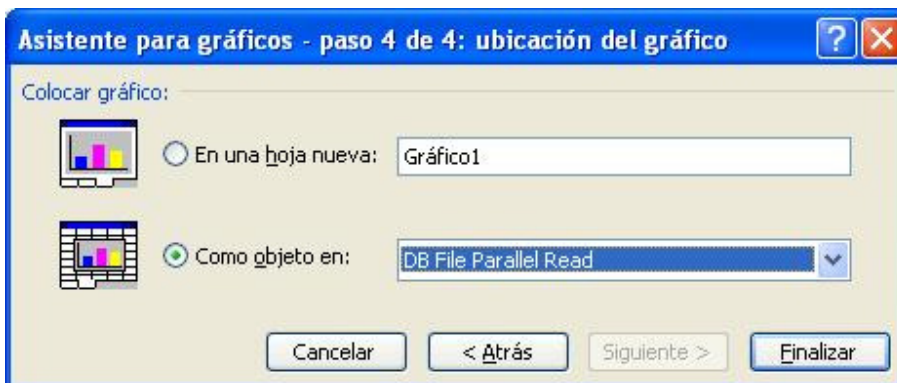 Asistente para gráficos - paso 4 de 4: ubicación del gráfico
Colocar gráfico:
En una hoja nueva: Gráfico1
Como objeto en: DB File Parallel Read
Cancelar < Atrás Siguiente > Finalizar